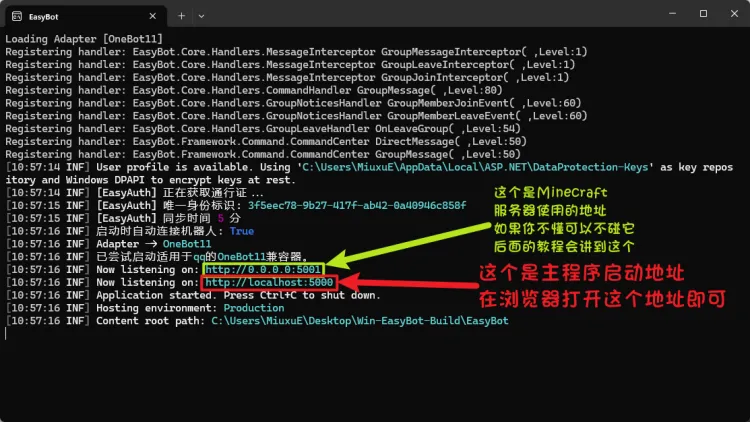 EasyBot
Loading Adapter [OneBot11]
Registering handler: EasyBot.Core.Handlers.MessageInterceptor GroupMessageInterceptor( ,Level:1)
Registering handler: EasyBot.Core.Handlers.MessageInterceptor GroupLeaveInterceptor( ,Level:1)
Registering handler: EasyBot.Core.Handlers.MessageInterceptor GroupJoinInterceptor( ,Level:1)
Registering handler: EasyBot.Core.Handlers.CommandHandler GroupMessage( ,Level:80)
Registering handler: EasyBot.Core.Handlers.GroupNoticesHandler GroupMemberJoinEvent( ,Level:60)
Registering handler: EasyBot.Core.Handlers.GroupNoticesHandler GroupMemberLeaveEvent( ,Level:60)
Registering handler: EasyBot.Core.Handlers.GroupLeaveHandler OnLeaveGroup( ,Level:54)
Registering handler: EasyBot.Framework.Command.CommandHandler DirectMessage( ,Level:50)
Registering handler: EasyBot.Framework.Command.CommandHandler GroupMessage( ,Level:50)
[10:57:14 INF] User profile is available. Using 'C:\Users\MiuxuE\AppData\Local\ASP.NET\DataProtection-Keys' as key repos
itory and Windows DPAPI to encrypt keys at rest.
[10:57:14 INF] [EasyAuth] 正在获取通行证...
[10:57:15 INF] [EasyAuth] 唯一身份标识: 3f5eec78-9b27-417f-ab42-0a40946c858f
[10:57:15 INF] [EasyAuth] 同步时间 5 分
[10:57:16 INF] 启动时自动连接机器人: True
[10:57:16 INF] Adapter -> OneBot11
[10:57:16 INF] 已尝试启动适用于qq的OneBot11兼容器。
[10:57:16 INF] Now listening on: http://0.0.0.0:5001
[10:57:16 INF] Now listening on: http://localhost:5000
[10:57:16 INF] Application started. Press Ctrl+C to shut down.
[10:57:16 INF] Hosting environment: Production
[10:57:16 INF] Content root path: C:\Users\MiuxuE\Desktop\Win-EasyBot-Build\EasyBot
这个是MineCraft
服务器使用的地址
如果你不懂可以不碰它
后面的教程会讲到这个
这个是主程序启动地址
在浏览器打开这个地址即可